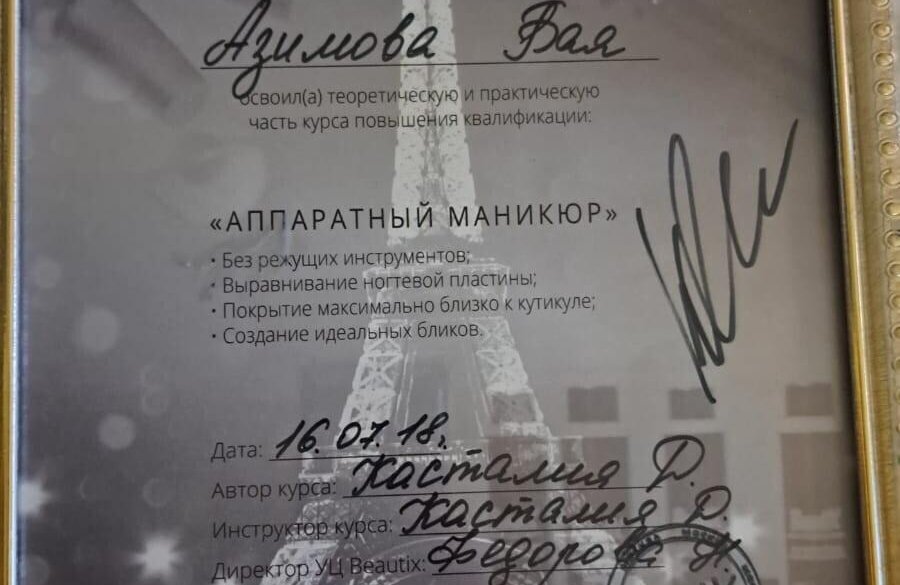 Азимова Бая
освоил(а) теоретическую и практическую
часть курса повышения квалификации:
«АППАРАТНЫЙ МАНИКЮР»
• Без режущих инструментов;
• Выравнивание ногтевой пластины;
• Покрытие максимально близко к кутикуле;
• Создание идеальных бликов.
Дата: 16.07.18г.
Автор курса: Касталия Д.
Инструктор курса: Касталия Д.
Директор УЦ Beautix: Федорова